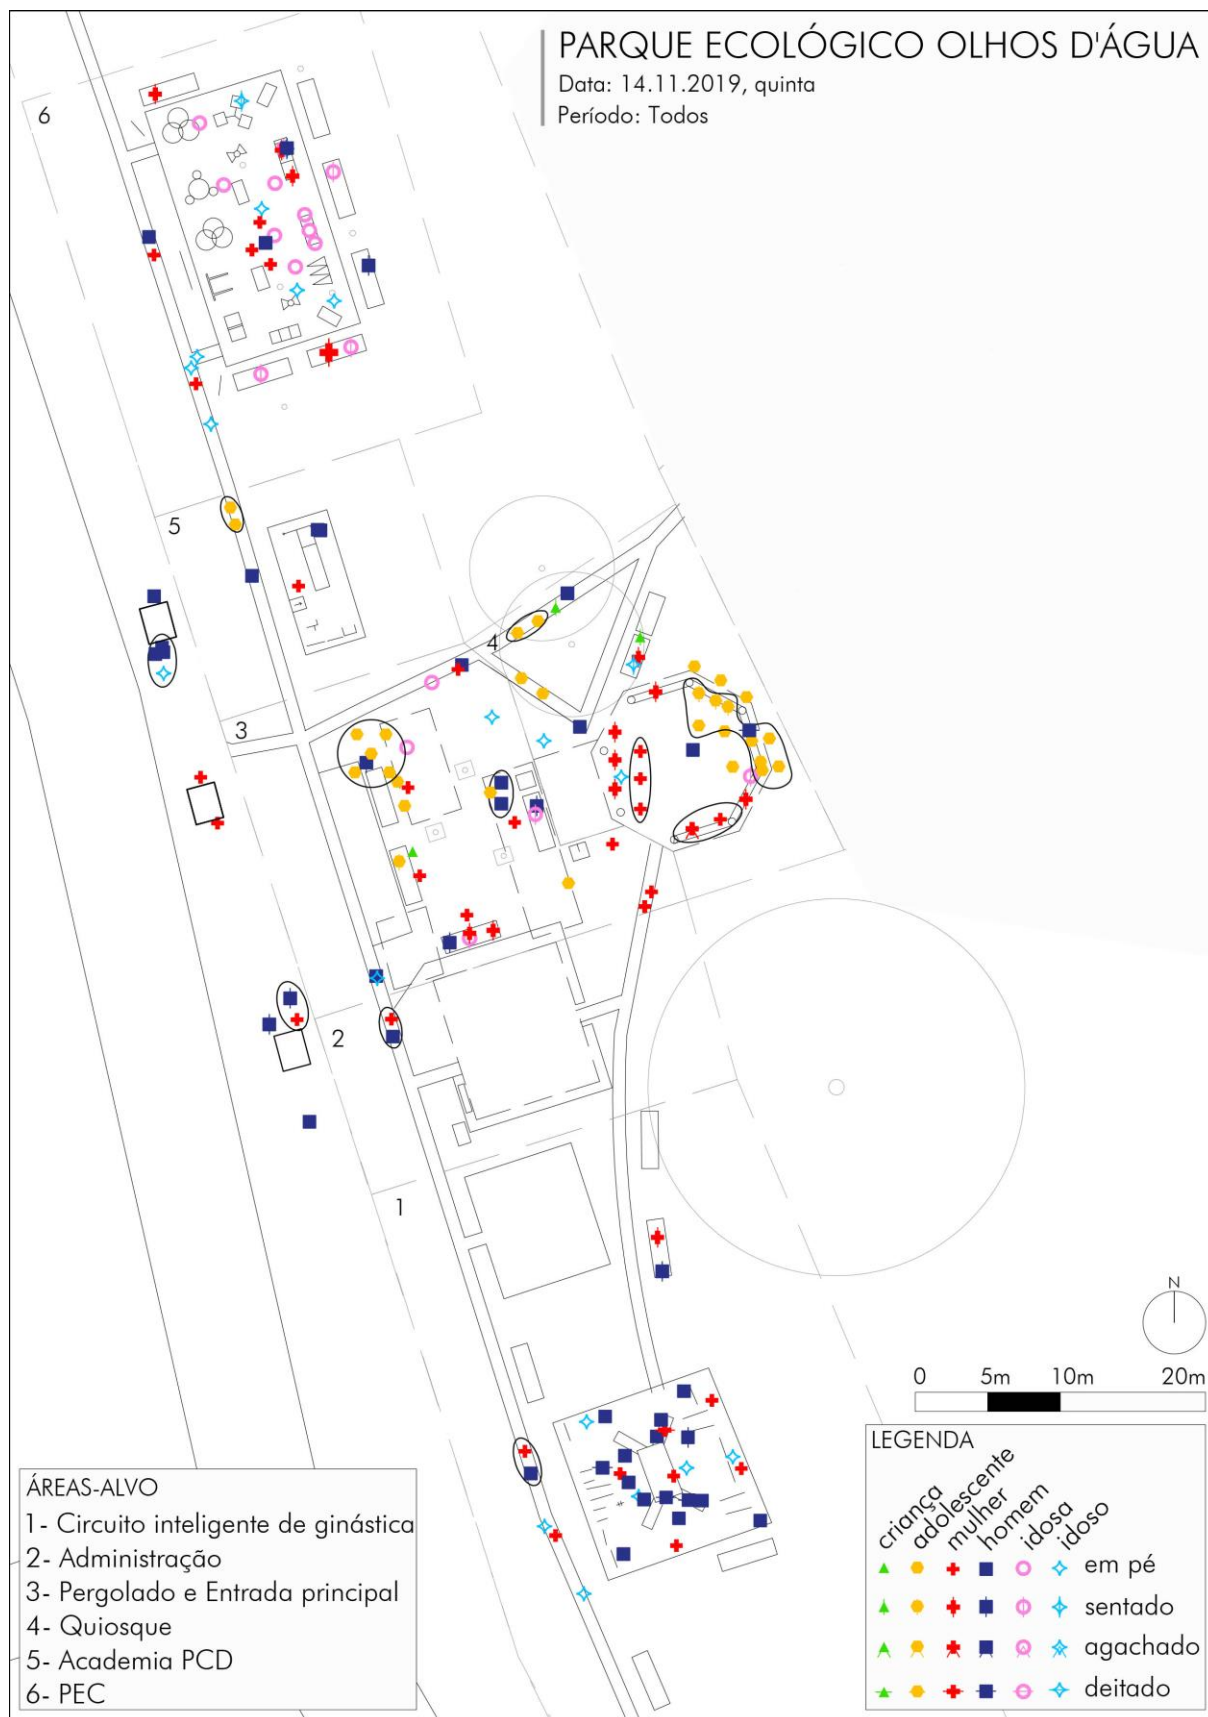 PARQUE ECOLÓGICO OLHOS D'ÁGUA
Data: 14.11.2019, quinta
Período: Todos
6
5
4
3
2
1
N
0 5m 10m 20m
ÁREAS-ALVO
1- Circuito inteligente de ginástica
2- Administração
3- Pergolado e Entrada principal
4- Quiosque
5- Academia PCD
6- PEC
LEGENDA
criança adolescente mulher homem idosa idoso
em pé
sentado
agachado
deitado